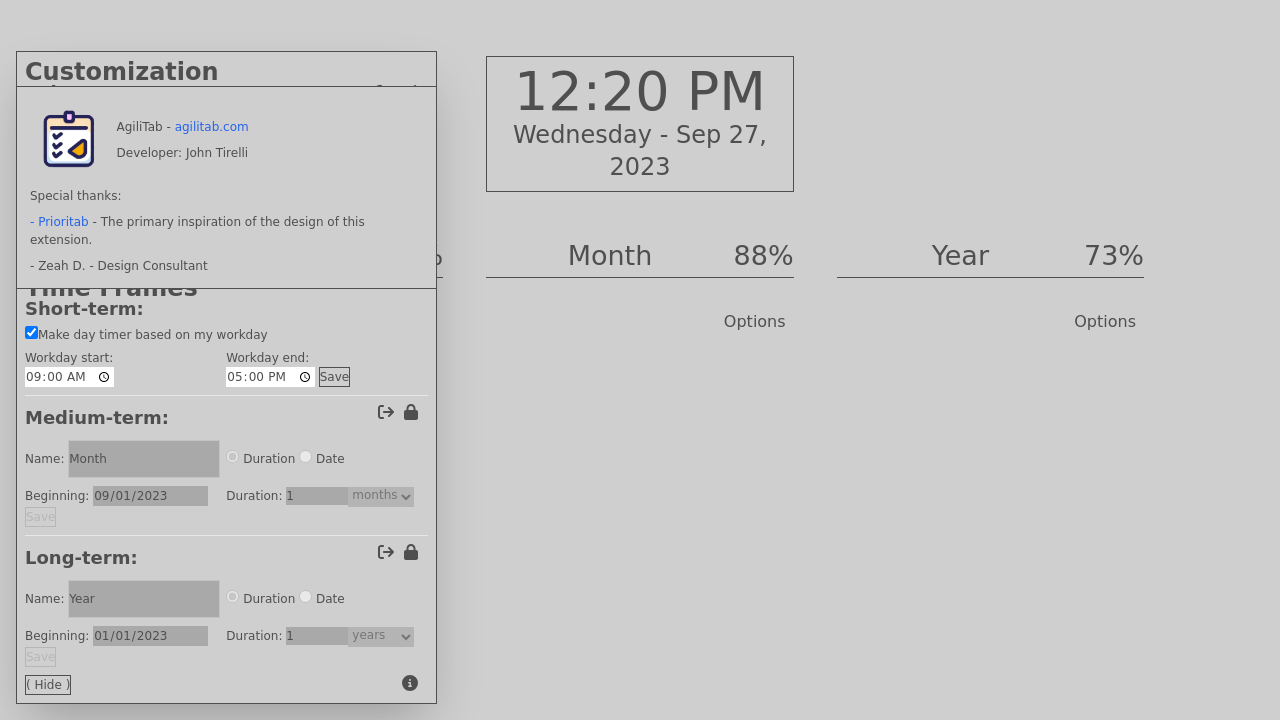 Customization
AgiliTab - agilitab.com
Developer: John Tirelli
Special thanks:
- Prioritab - The primary inspiration of the design of this
extension.
- Zeah D. - Design Consultant
Time Frames
Short-term:
Make day timer based on my workday
Workday start:
Workday end:
09:00 AM
05:00 PM
Save
Medium-term:
Name: Month
Duration
Date
Beginning: 09/01/2023
Duration: 1
months
Save
Long-term:
Name: Year
Duration
Date
Beginning: 01/01/2023
Duration: 1
years
Save
( Hide )
12:20 PM
Wednesday - Sep 27,
2023
Month 88%
Options
Year 73%
Options